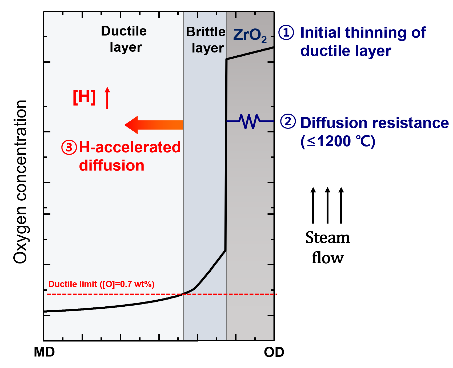 Ductile
layer
Brittle
layer
ZrO₂
① Initial thinning of
ductile layer
[H] ↑
③ H-accelerated
diffusion
② Diffusion resistance
(≤1200 ℃)
Steam
flow
Oxygen concentration
Ductile limit ([O]=0.7 wt%)
MD
OD